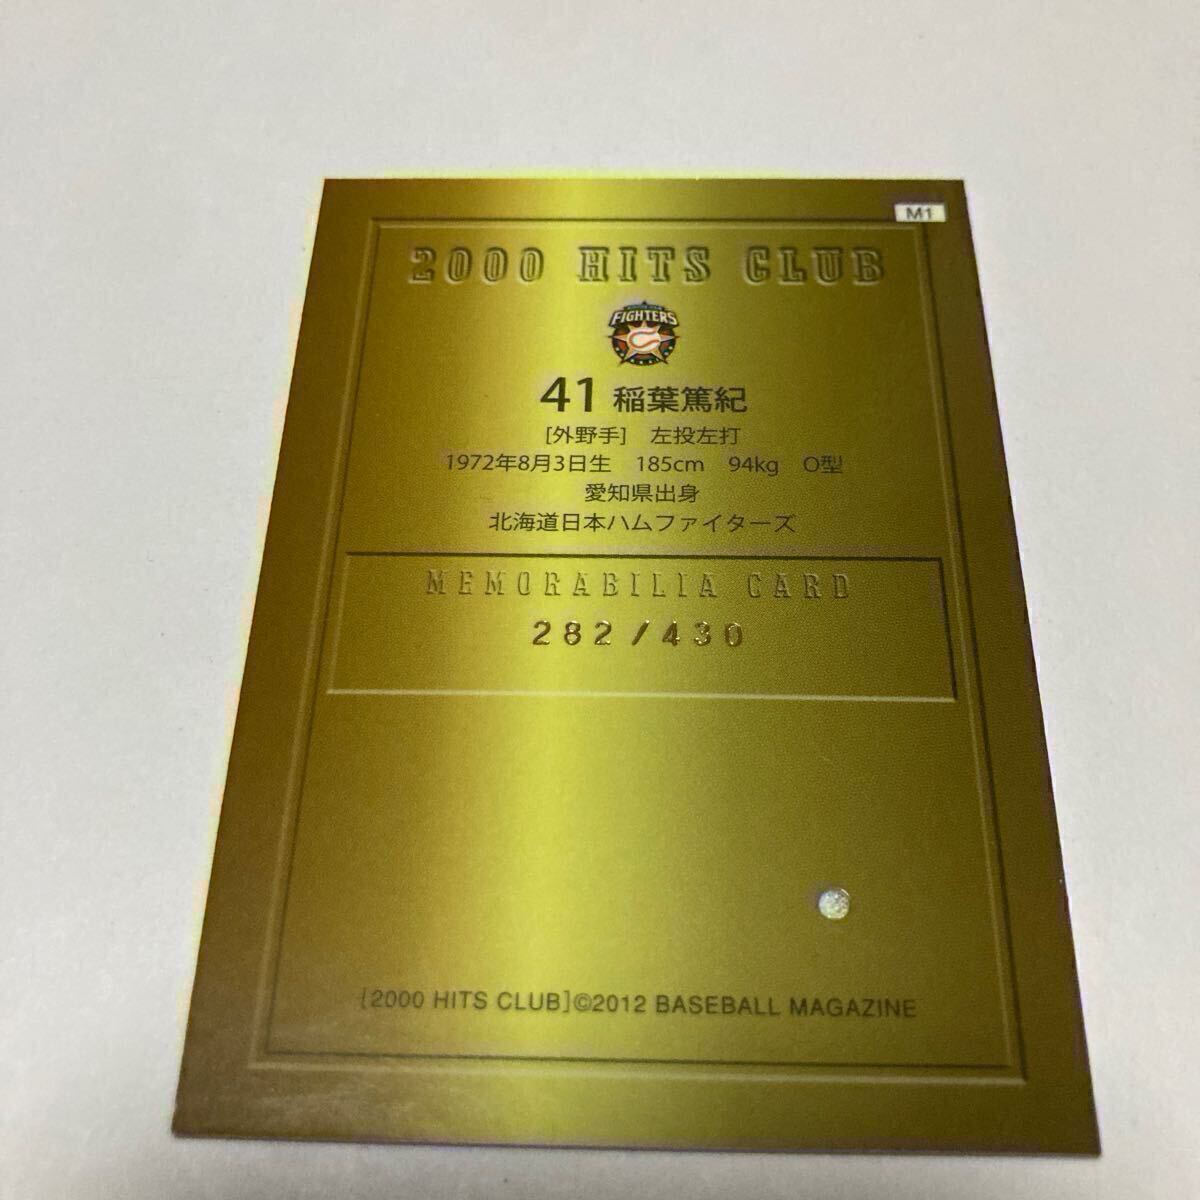 M1
2000 HITS CLUB
FIGHTERS
41 稲葉篤紀
[外野手] 左投左打
1972年8月3日生 185cm 94kg O型
愛知県出身
北海道日本ハムファイターズ
MEMORABILIA CARD
282/430
[2000 HITS CLUB]©2012 BASEBALL MAGAZINE